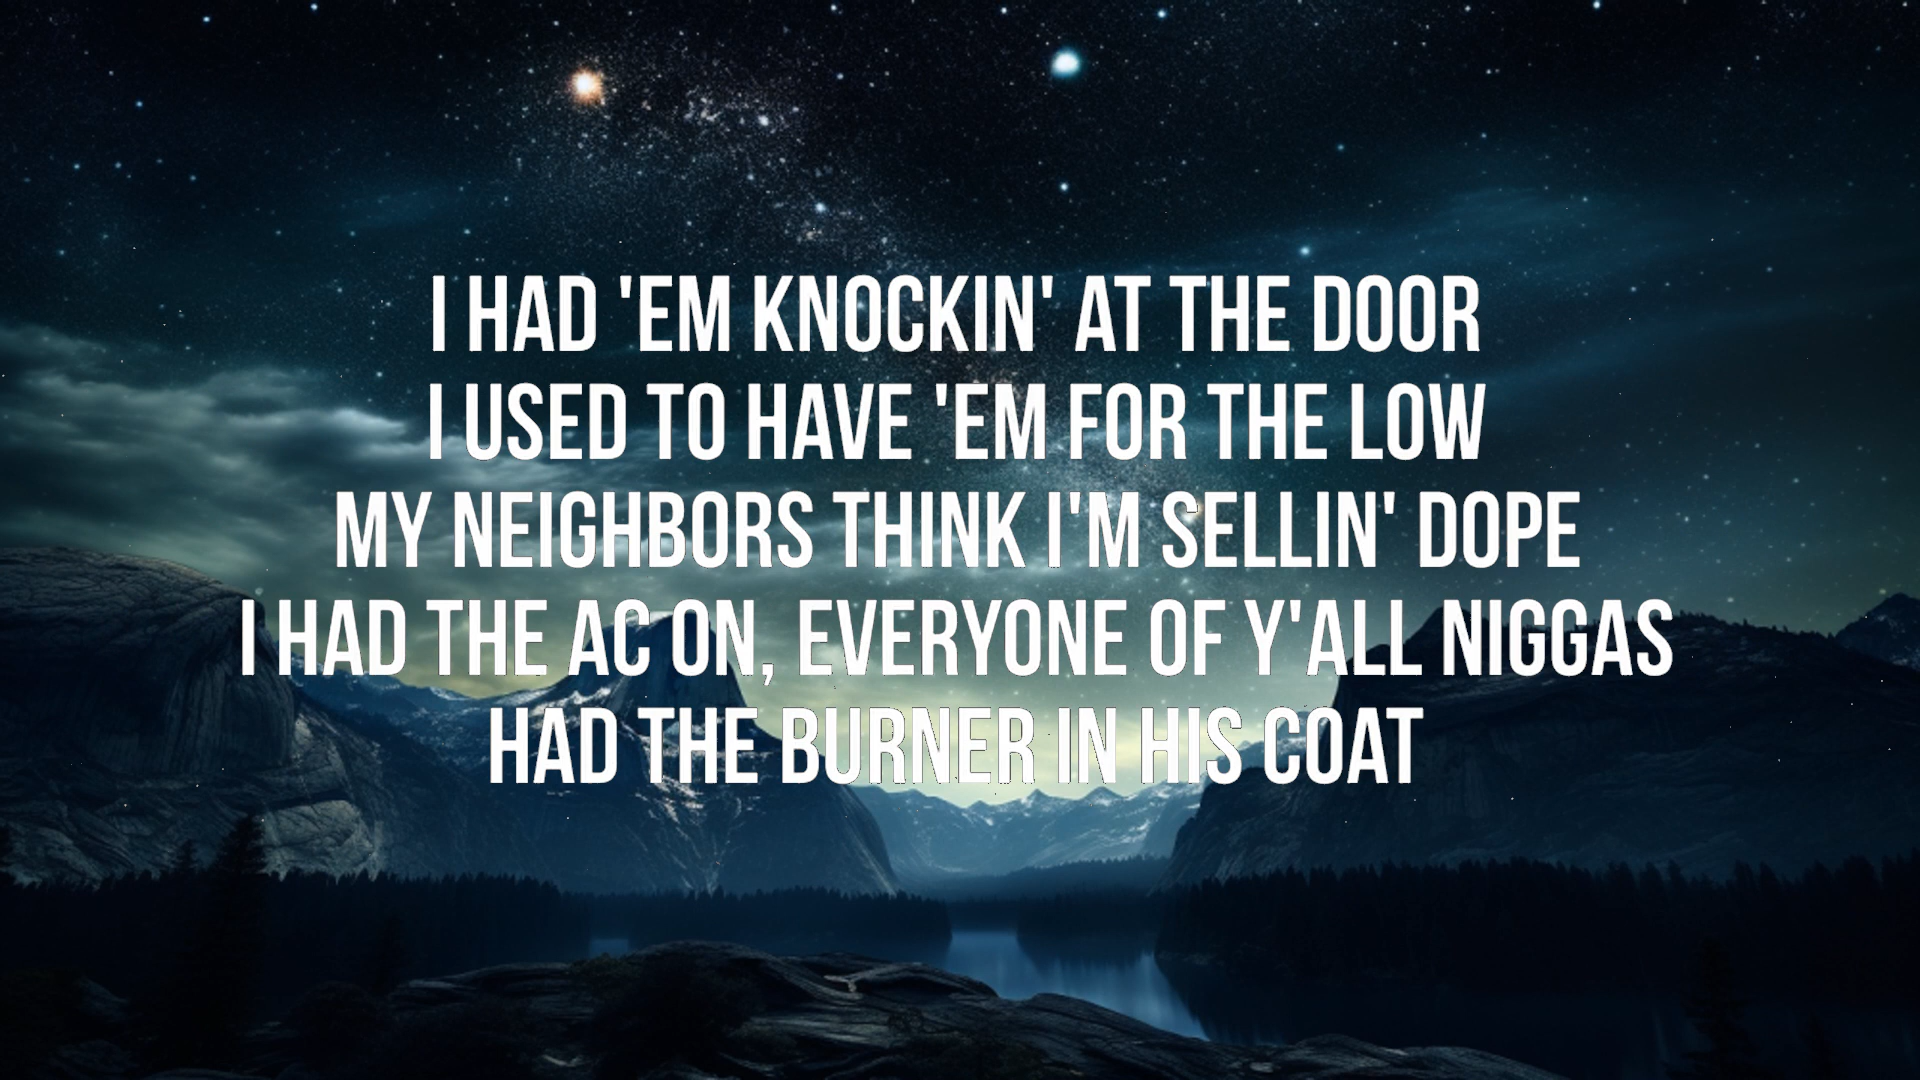 I HAD 'EM KNOCKIN' AT THE DOOR
I USED TO HAVE 'EM FOR THE LOW
MY NEIGHBORS THINK I'M SELLIN' DOPE
I HAD THE AC ON, EVERYONE OF Y'ALL NIGGAS
HAD THE BURNER IN HIS COAT